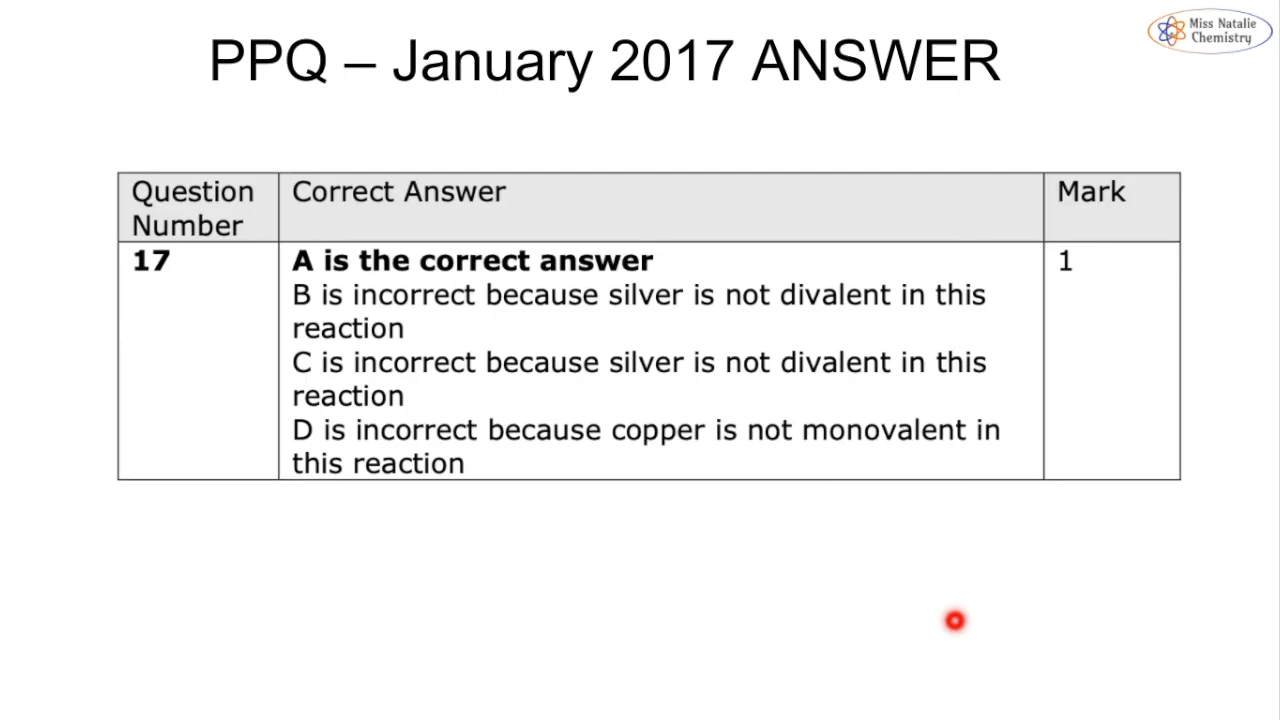 Miss Natalie
Chemistry
PPQ – January 2017 ANSWER
Question
Number
Correct Answer
Mark
17
A is the correct answer
B is incorrect because silver is not divalent in this
reaction
C is incorrect because silver is not divalent in this
reaction
D is incorrect because copper is not monovalent in
this reaction
1